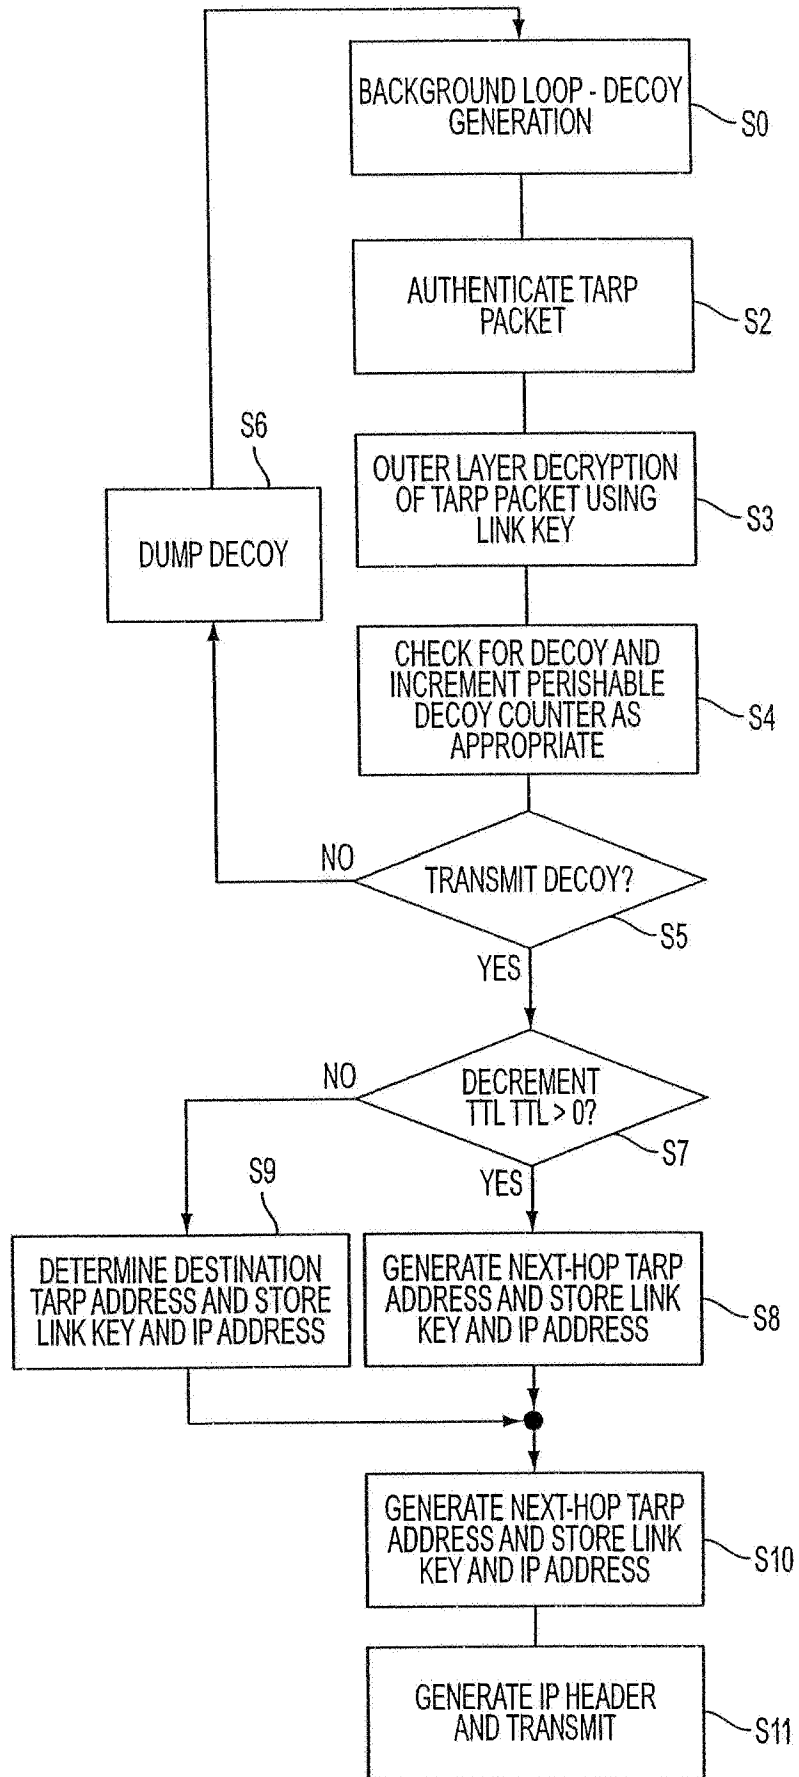 BACKGROUND LOOP - DECOY
GENERATION
S0
AUTHENTICATE TARP
PACKET
S2
OUTER LAYER DECRYPTION
OF TARP PACKET USING
LINK KEY
S3
S6
DUMP DECOY
CHECK FOR DECOY AND
INCREMENT PERISHABLE
DECOY COUNTER AS
APPROPRIATE
S4
NO
TRANSMIT DECOY?
S5
YES
NO
DECREMENT
TTL TTL > 0?
S7
YES
S9
DETERMINE DESTINATION
TARP ADDRESS AND STORE
LINK KEY AND IP ADDRESS
GENERATE NEXT-HOP TARP
ADDRESS AND STORE LINK
KEY AND IP ADDRESS
S8
GENERATE NEXT-HOP TARP
ADDRESS AND STORE LINK
KEY AND IP ADDRESS
S10
GENERATE IP HEADER
AND TRANSMIT
S11